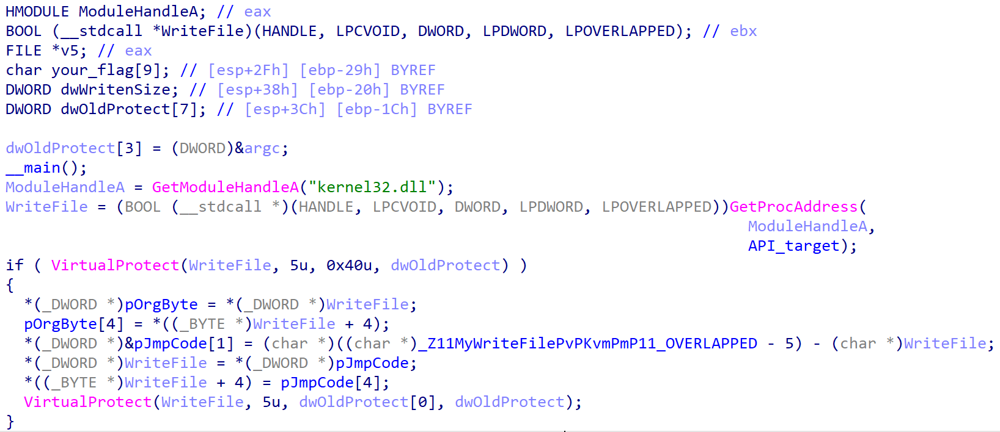 HMODULE ModuleHandleA; // eax
BOOL (__stdcall *WriteFile)(HANDLE, LPCVOID, DWORD, LPDWORD, LPOVERLAPPED); // ebx
FILE *v5; // eax
char your_flag[9]; // [esp+2Fh] [ebp-29h] BYREF
DWORD dwWritenSize; // [esp+38h] [ebp-20h] BYREF
DWORD dwOldProtect[7]; // [esp+3Ch] [ebp-1Ch] BYREF

dwOldProtect[3] = (DWORD)&argc;
__main();
ModuleHandleA = GetModuleHandleA("kernel32.dll");
WriteFile = (BOOL (__stdcall *)(HANDLE, LPCVOID, DWORD, LPDWORD, LPOVERLAPPED))GetProcAddress(
ModuleHandleA,
API_target);
if ( VirtualProtect(WriteFile, 5u, 0x40u, dwOldProtect) )
{
  *(_DWORD *)pOrgByte = *(_DWORD *)WriteFile;
  pOrgByte[4] = *((_BYTE *)WriteFile + 4);
  *(_DWORD *)&pJmpCode[1] = (char *)((char *)_Z11MyWriteFilePvPKvmPmP11_OVERLAPPED - 5) - (char *)WriteFile;
  *(_DWORD *)WriteFile = *(_DWORD *)pJmpCode;
  *((_BYTE *)WriteFile + 4) = pJmpCode[4];
  VirtualProtect(WriteFile, 5u, dwOldProtect[0], dwOldProtect);
}